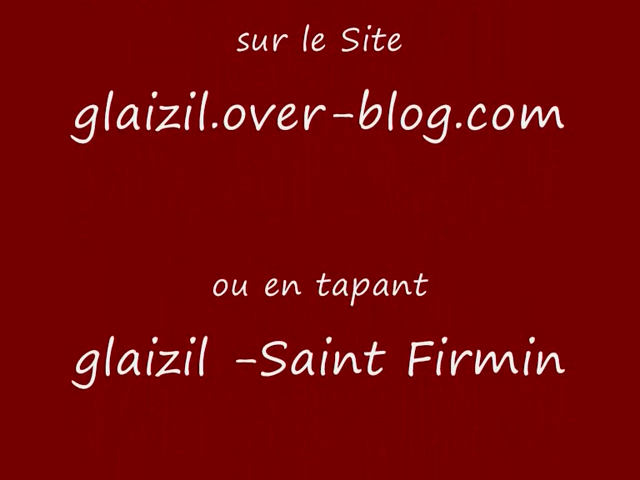 sur le Site
glaizil.over-blog.com
ou en tapant
glaizil -Saint Firmin